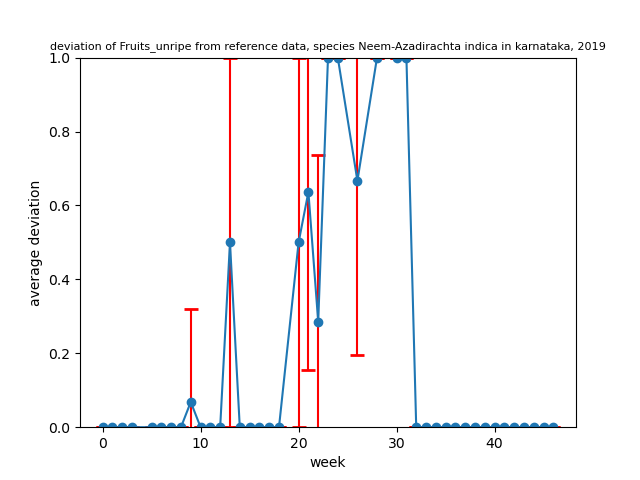 deviation of Fruits_unripe from reference data, species Neem-Azadirachta indica in karnataka, 2019
1.0
0.8
0.6
0.4
0.2
0.0
average deviation
0 10 20 30 40
week